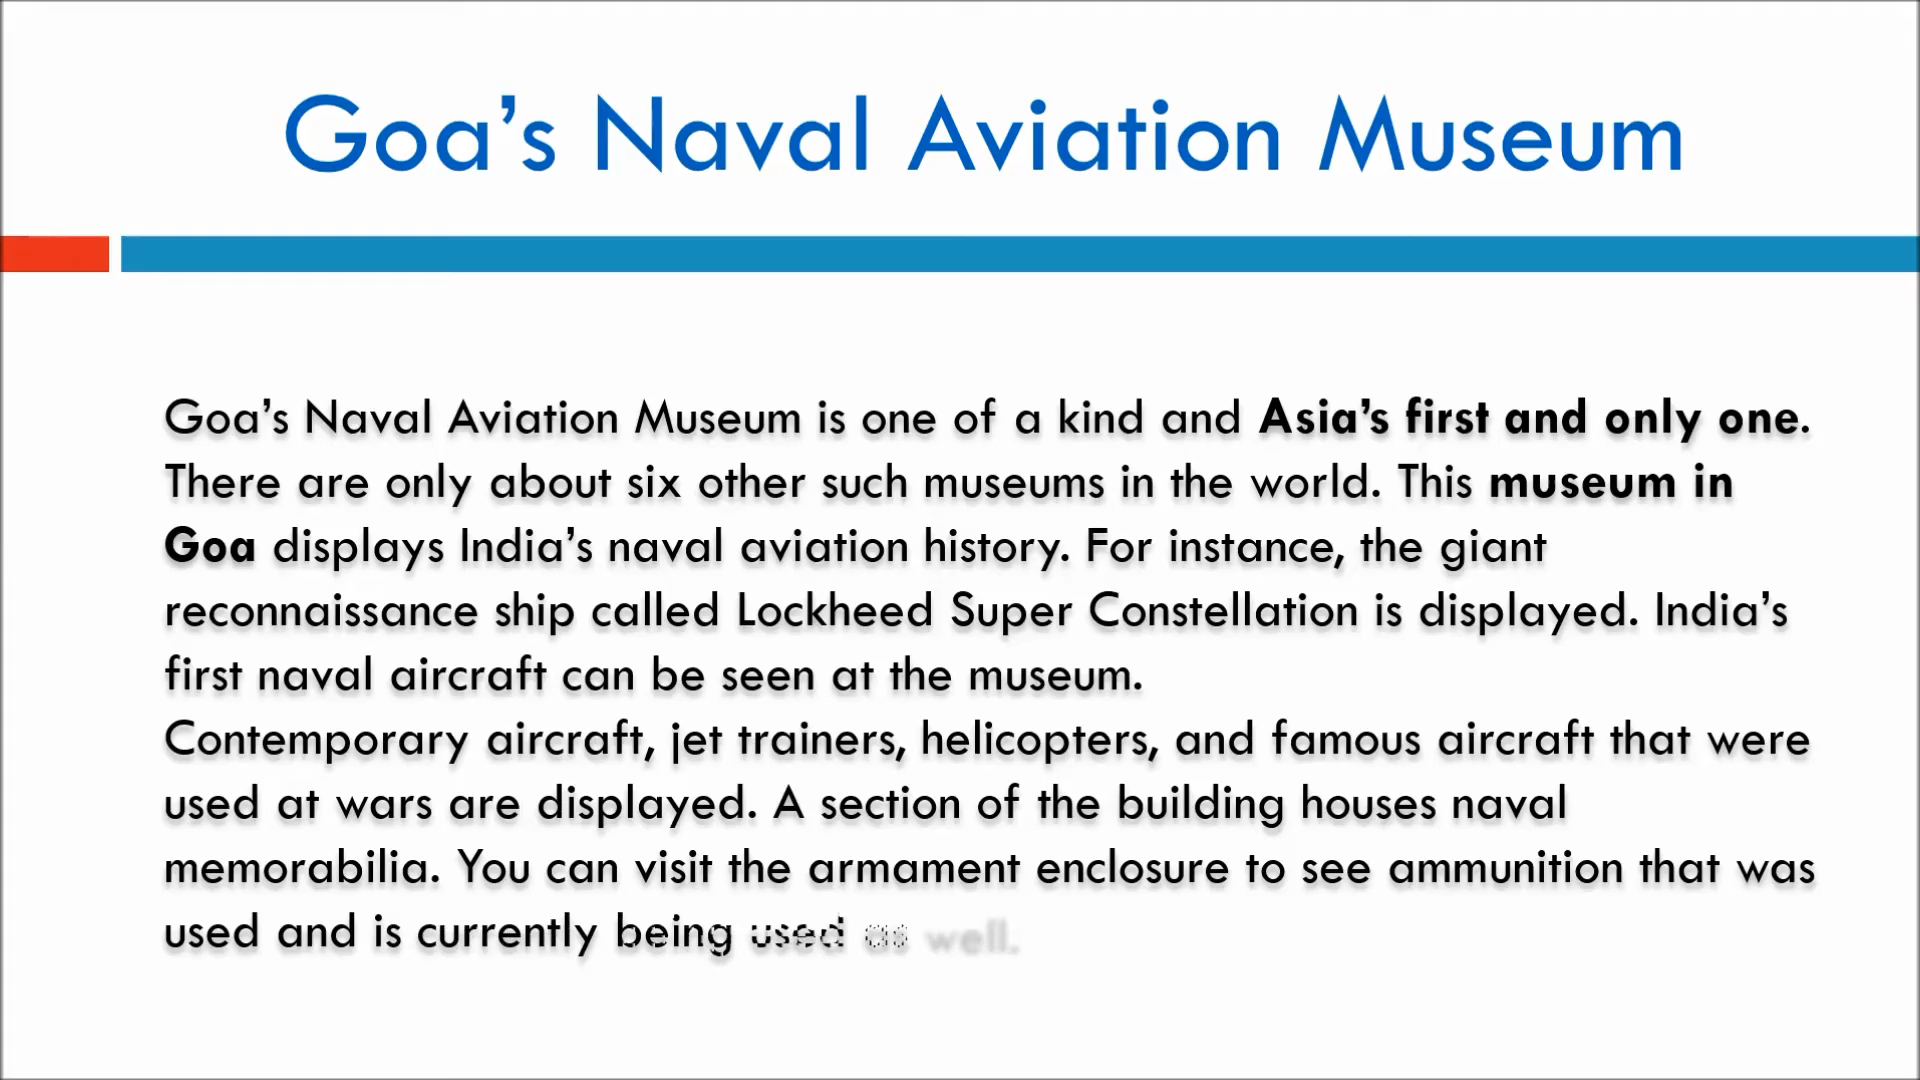 Goa’s Naval Aviation Museum
Goa’s Naval Aviation Museum is one of a kind and Asia’s first and only one.
There are only about six other such museums in the world. This museum in
Goa displays India’s naval aviation history. For instance, the giant
reconnaissance ship called Lockheed Super Constellation is displayed. India’s
first naval aircraft can be seen at the museum.
Contemporary aircraft, jet trainers, helicopters, and famous aircraft that were
used at wars are displayed. A section of the building houses naval
memorabilia. You can visit the armament enclosure to see ammunition that was
used and is currently being used as well.